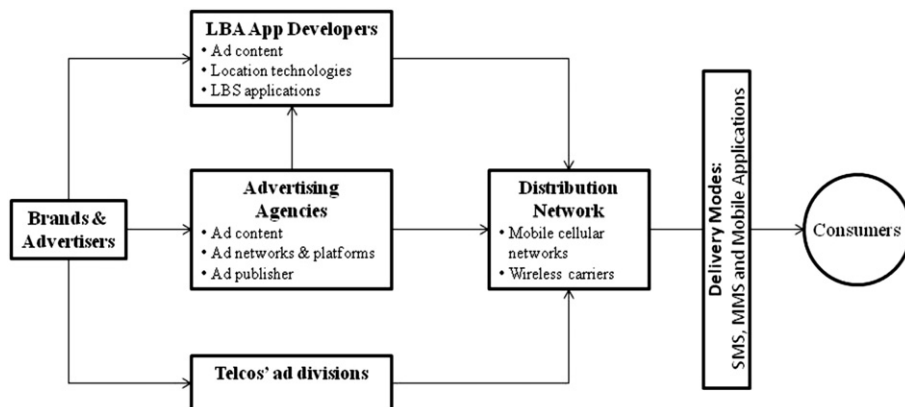 LBA App Developers
• Ad content
• Location technologies
• LBS applications
Advertising
Agencies
• Ad content
• Ad networks & platforms
• Ad publisher
Brands &
Advertisers
Telcos' ad divisions
Distribution
Network
• Mobile cellular
networks
• Wireless carriers
Delivery Modes:
SMS, MMS and Mobile Applications
Consumers